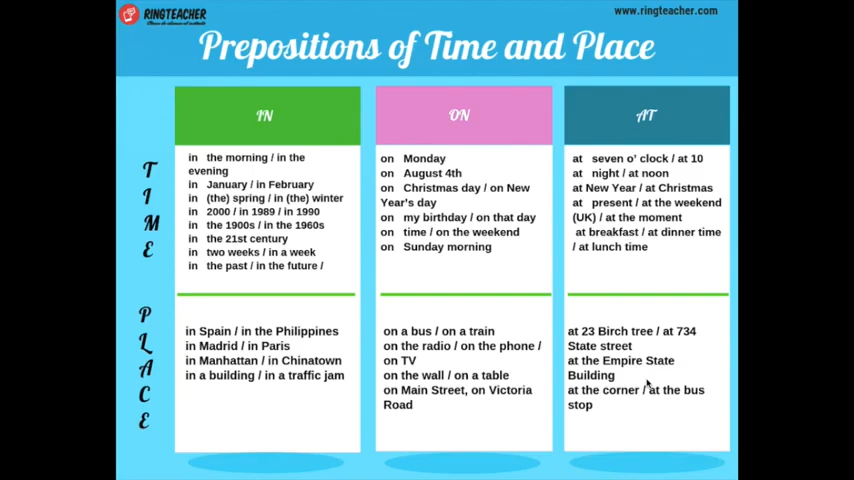 RINGTEACHER
www.ringteacher.com
Prepositions of Time and Place
IN
ON
AT
TIME
in the morning / in the
evening
in January / in February
in (the) spring / in (the) winter
in 2000 / in 1989 / in 1990
in the 1900s / in the 1960s
in the 21st century
in two weeks / in a week
in the past / in the future /
on Monday
on August 4th
on Christmas day / on New
Year's day
on my birthday / on that day
on time / on the weekend
on Sunday morning
at seven o' clock / at 10
at night / at noon
at New Year / at Christmas
at present / at the weekend
(UK) / at the moment
at breakfast / at dinner time
/ at lunch time
PLACE
in Spain / in the Philippines
in Madrid / in Paris
in Manhattan / in Chinatown
in a building / in a traffic jam
on a bus / on a train
on the radio / on the phone /
on TV
on the wall / on a table
on Main Street, on Victoria
Road
at 23 Birch tree / at 734
State street
at the Empire State
Building
at the corner / at the bus
stop